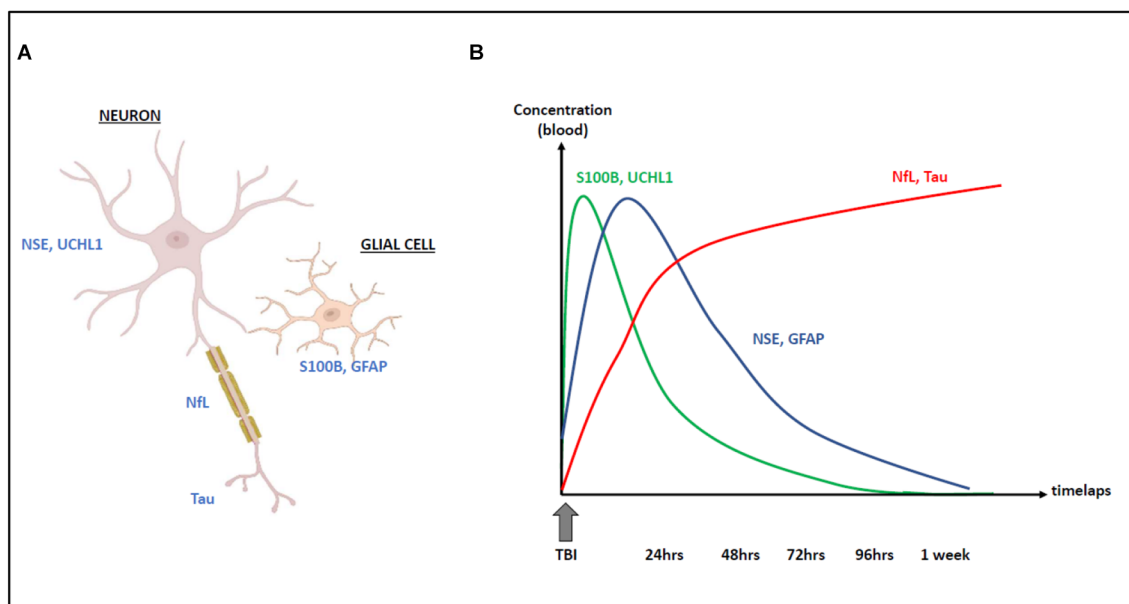 A
B
NEURON
NSE, UCHL1
GLIAL CELL
S100B, GFAP
NfL
Tau
Concentration
(blood)
S100B, UCHL1
NfL, Tau
NSE, GFAP
timelaps
TBI
24hrs
48hrs
72hrs
96hrs
1 week